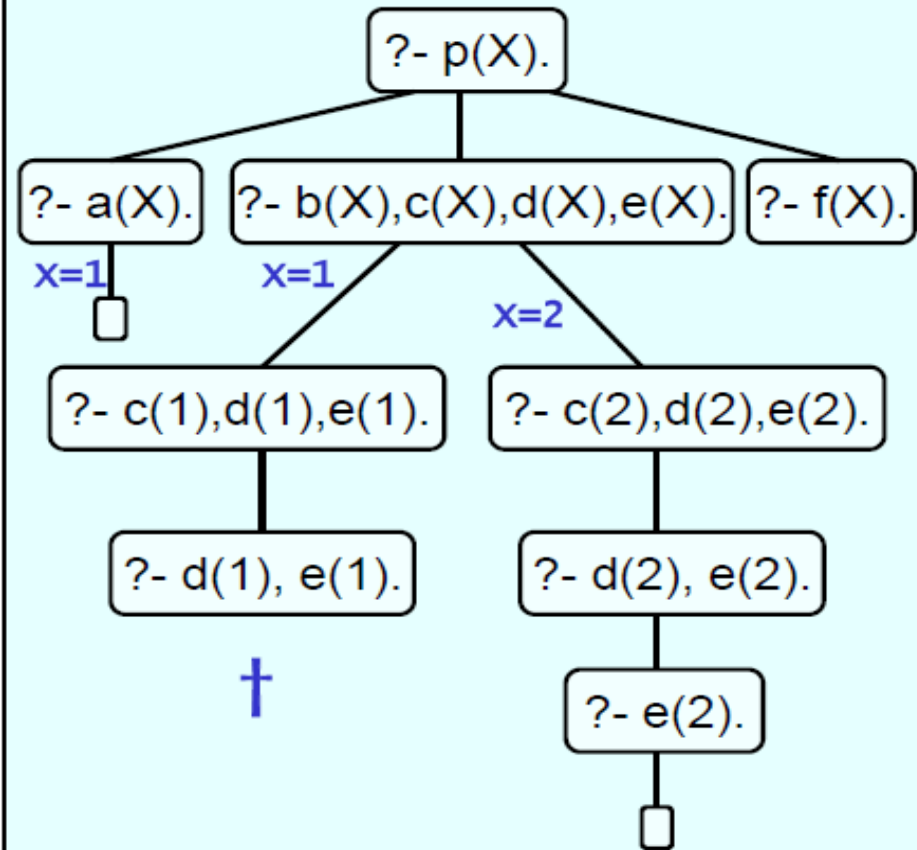 ?- p(X).
?- a(X).
?- b(X),c(X),d(X),e(X).
?- f(X).
X=1
X=1
X=2
?- c(1),d(1),e(1).
?- c(2),d(2),e(2).
?- d(1), e(1).
?- d(2), e(2).
†
?- e(2).